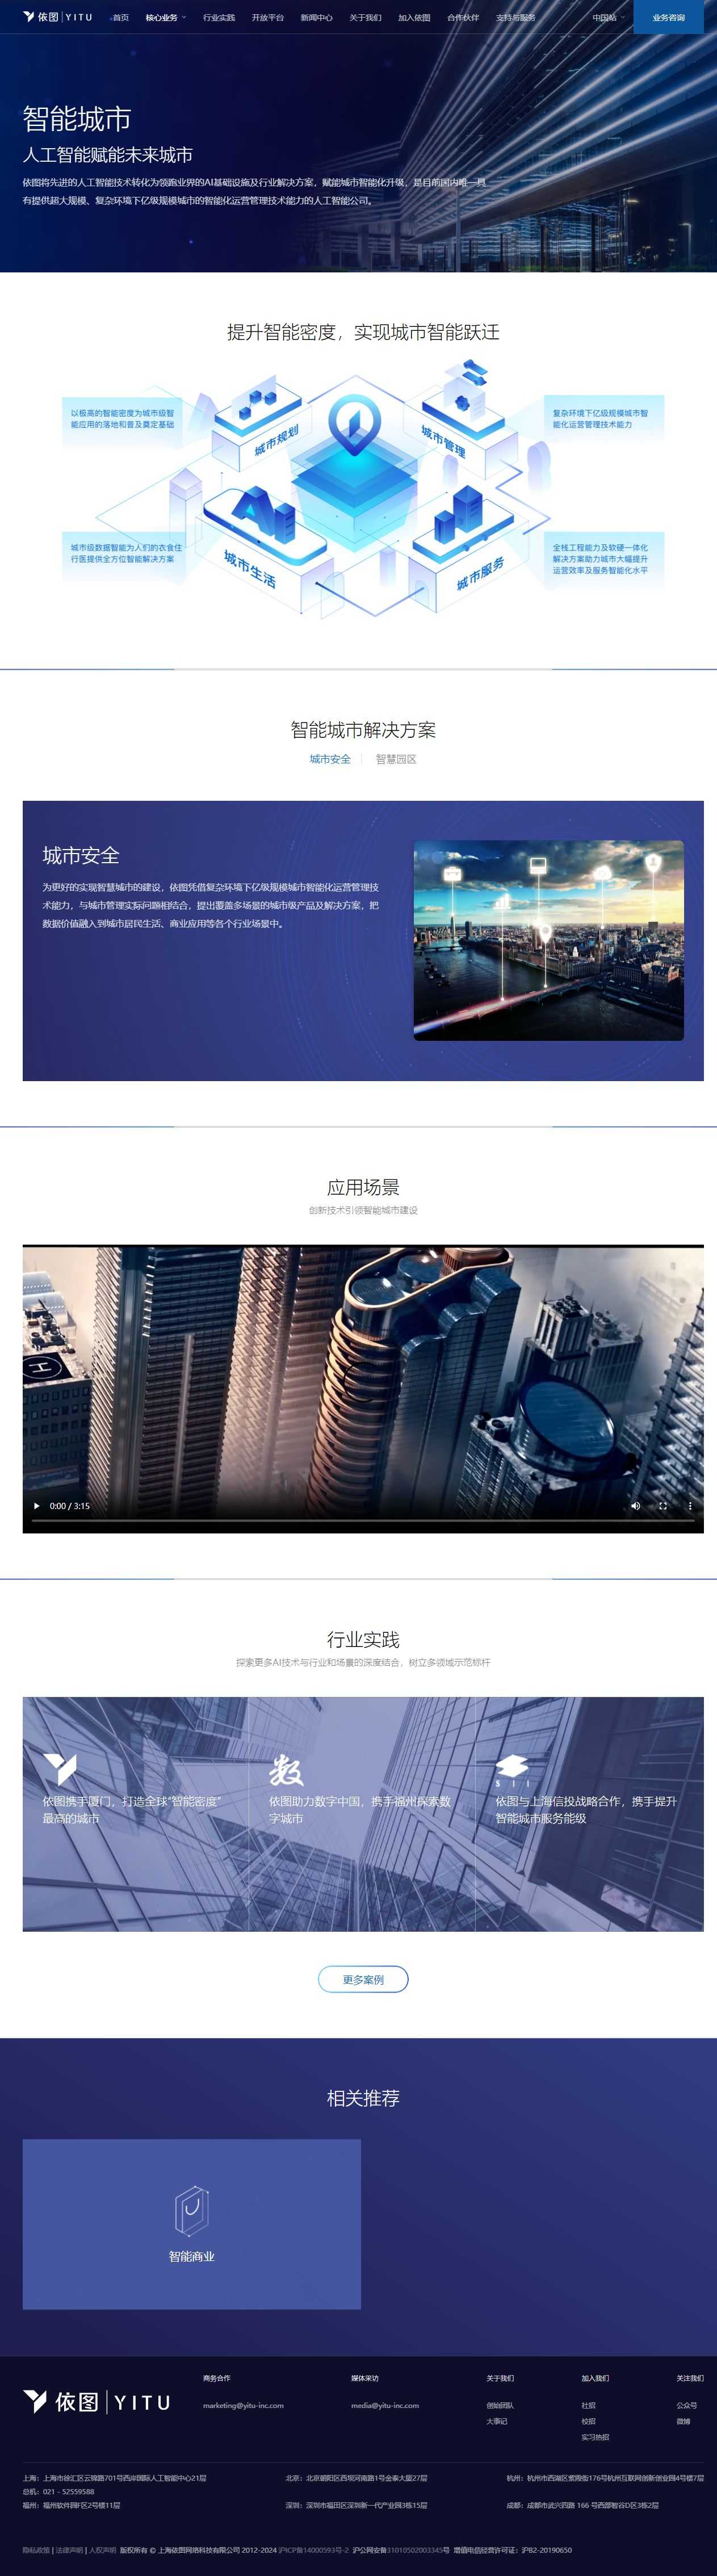 依图 | YITU
首页
核心业务
行业实践
开放平台
新闻中心
关于我们
加入依图
合作伙伴
支持与服务
中国站
业务咨询
智能城市
人工智能赋能未来城市
依图将先进的人工智能技术转化为领跑业界的AI基础设施及行业解决方案，赋能城市智能化升级，是目前国内唯一具
有提供超大规模、复杂环境下亿级规模城市的智能化运营管理技术能力的人工智能公司。
提升智能密度，实现城市智能跃迁
以极高的智能密度为城市级智
能应用的落地和普及奠定基础
复杂环境下亿级规模城市智
能化运营管理技术能力
城市规划
城市管理
城市级数据智能为人们的衣食住
行医提供全方位智能解决方案
全栈工程能力及软硬一体化
解决方案助力城市大幅提升
运营效率及服务智能化水平
城市生活
城市服务
智能城市解决方案
城市安全
智慧园区
城市安全
为更好的实现智慧城市的建设，依图凭借复杂环境下亿级规模城市智能化运营管理技
术能力，与城市管理实际问题相结合，提出覆盖多场景的城市级产品及解决方案，把
数据价值融入到城市居民生活、商业应用等各个行业场景中。
应用场景
创新技术引领智能城市建设
H
0:00 / 3:15
行业实践
探索更多AI技术与行业和场景的深度结合，树立多领域示范标杆
数
S I I
依图携手厦门，打造全球“智能密度”
最高的城市
依图助力数字中国，携手福州探索数
字城市
依图与上海信投战略合作，携手提升
智能城市服务能级
更多案例
相关推荐
智能商业
依图 | YITU
商务合作
marketing@yitu-inc.com
媒体采访
media@yitu-inc.com
关于我们
创始团队
大事记
加入我们
社招
校招
实习热招
关注我们
公众号
微博
上海：上海市徐汇区云锦路701号西岸国际人工智能中心21层
总机：021 - 52559588
北京：北京朝阳区西坝河南路1号金泰大厦27层
杭州：杭州市西湖区紫霞街176号杭州互联网创新创业园4号楼7层
福州：福州软件园F区2号楼11层
深圳：深圳市福田区深圳新一代产业园3栋15层
成都：成都市武兴四路 166 号西部智谷D区3栋2层
隐私政策 | 法律声明 | 人权声明 版权所有 © 上海依图网络科技有限公司 2012-2024 沪ICP备14000593号-2 沪公网安备31010502003345号 增值电信经营许可证：沪B2-20190650